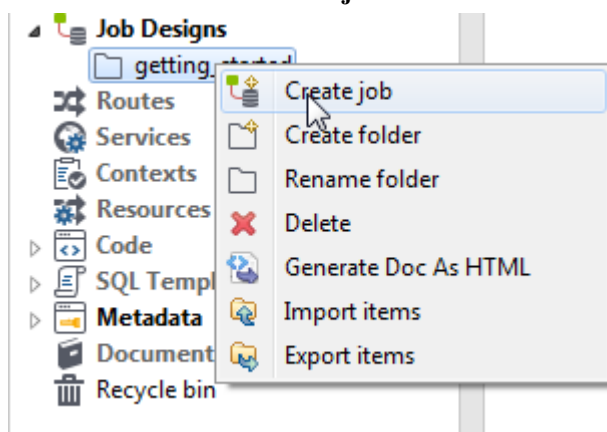 Job Designs
getting_started
Create job
Routes
Create folder
Services
Contexts
Rename folder
Resources
Delete
Code
Generate Doc As HTML
SQL Templ
Import items
Metadata
Document
Export items
Recycle bin